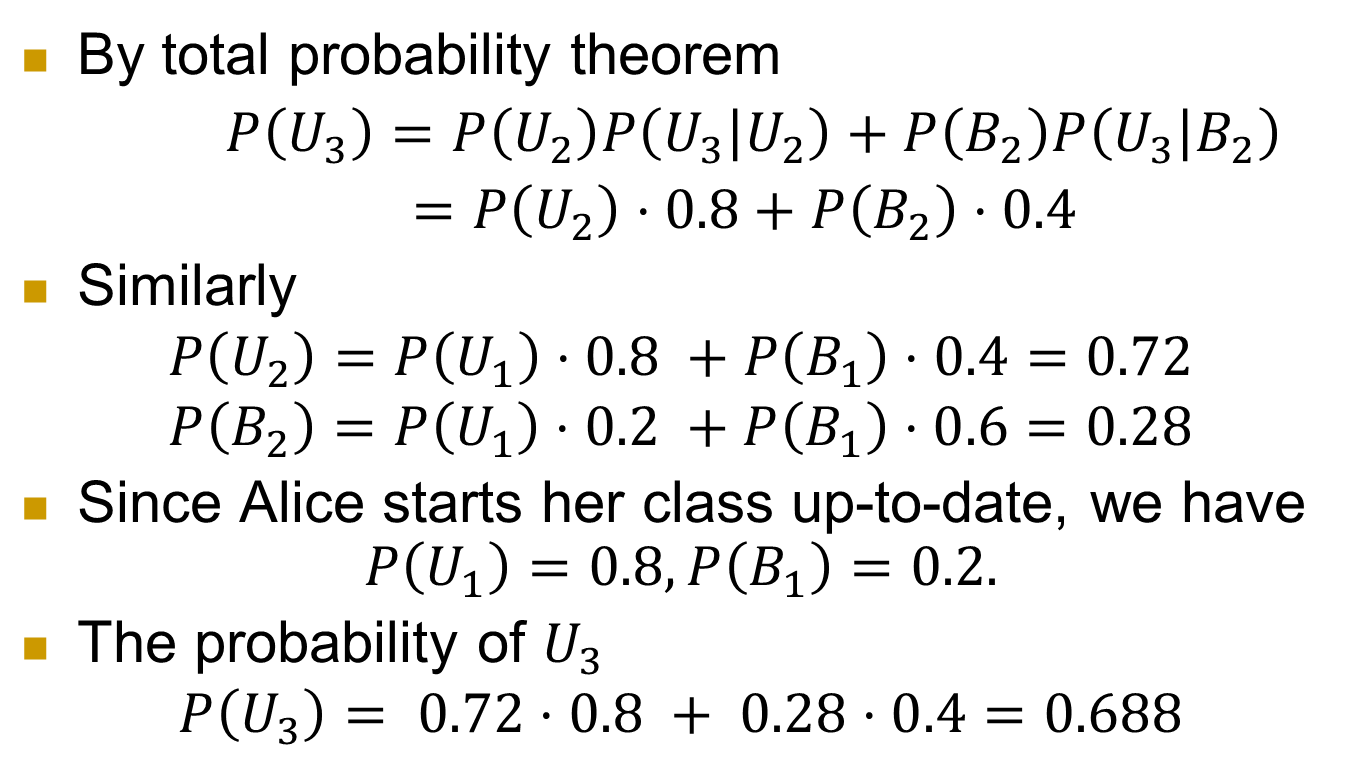 By total probability theorem
𝑃(𝑈₃) = 𝑃(𝑈₂)𝑃(𝑈₃|𝑈₂) + 𝑃(𝐵₂)𝑃(𝑈₃|𝐵₂)
= 𝑃(𝑈₂) · 0.8 + 𝑃(𝐵₂) · 0.4
Similarly
𝑃(𝑈₂) = 𝑃(𝑈₁) · 0.8 + 𝑃(𝐵₁) · 0.4 = 0.72
𝑃(𝐵₂) = 𝑃(𝑈₁) · 0.2 + 𝑃(𝐵₁) · 0.6 = 0.28
Since Alice starts her class up-to-date, we have
𝑃(𝑈₁) = 0.8, 𝑃(𝐵₁) = 0.2.
The probability of 𝑈₃
𝑃(𝑈₃) = 0.72 · 0.8 + 0.28 · 0.4 = 0.688